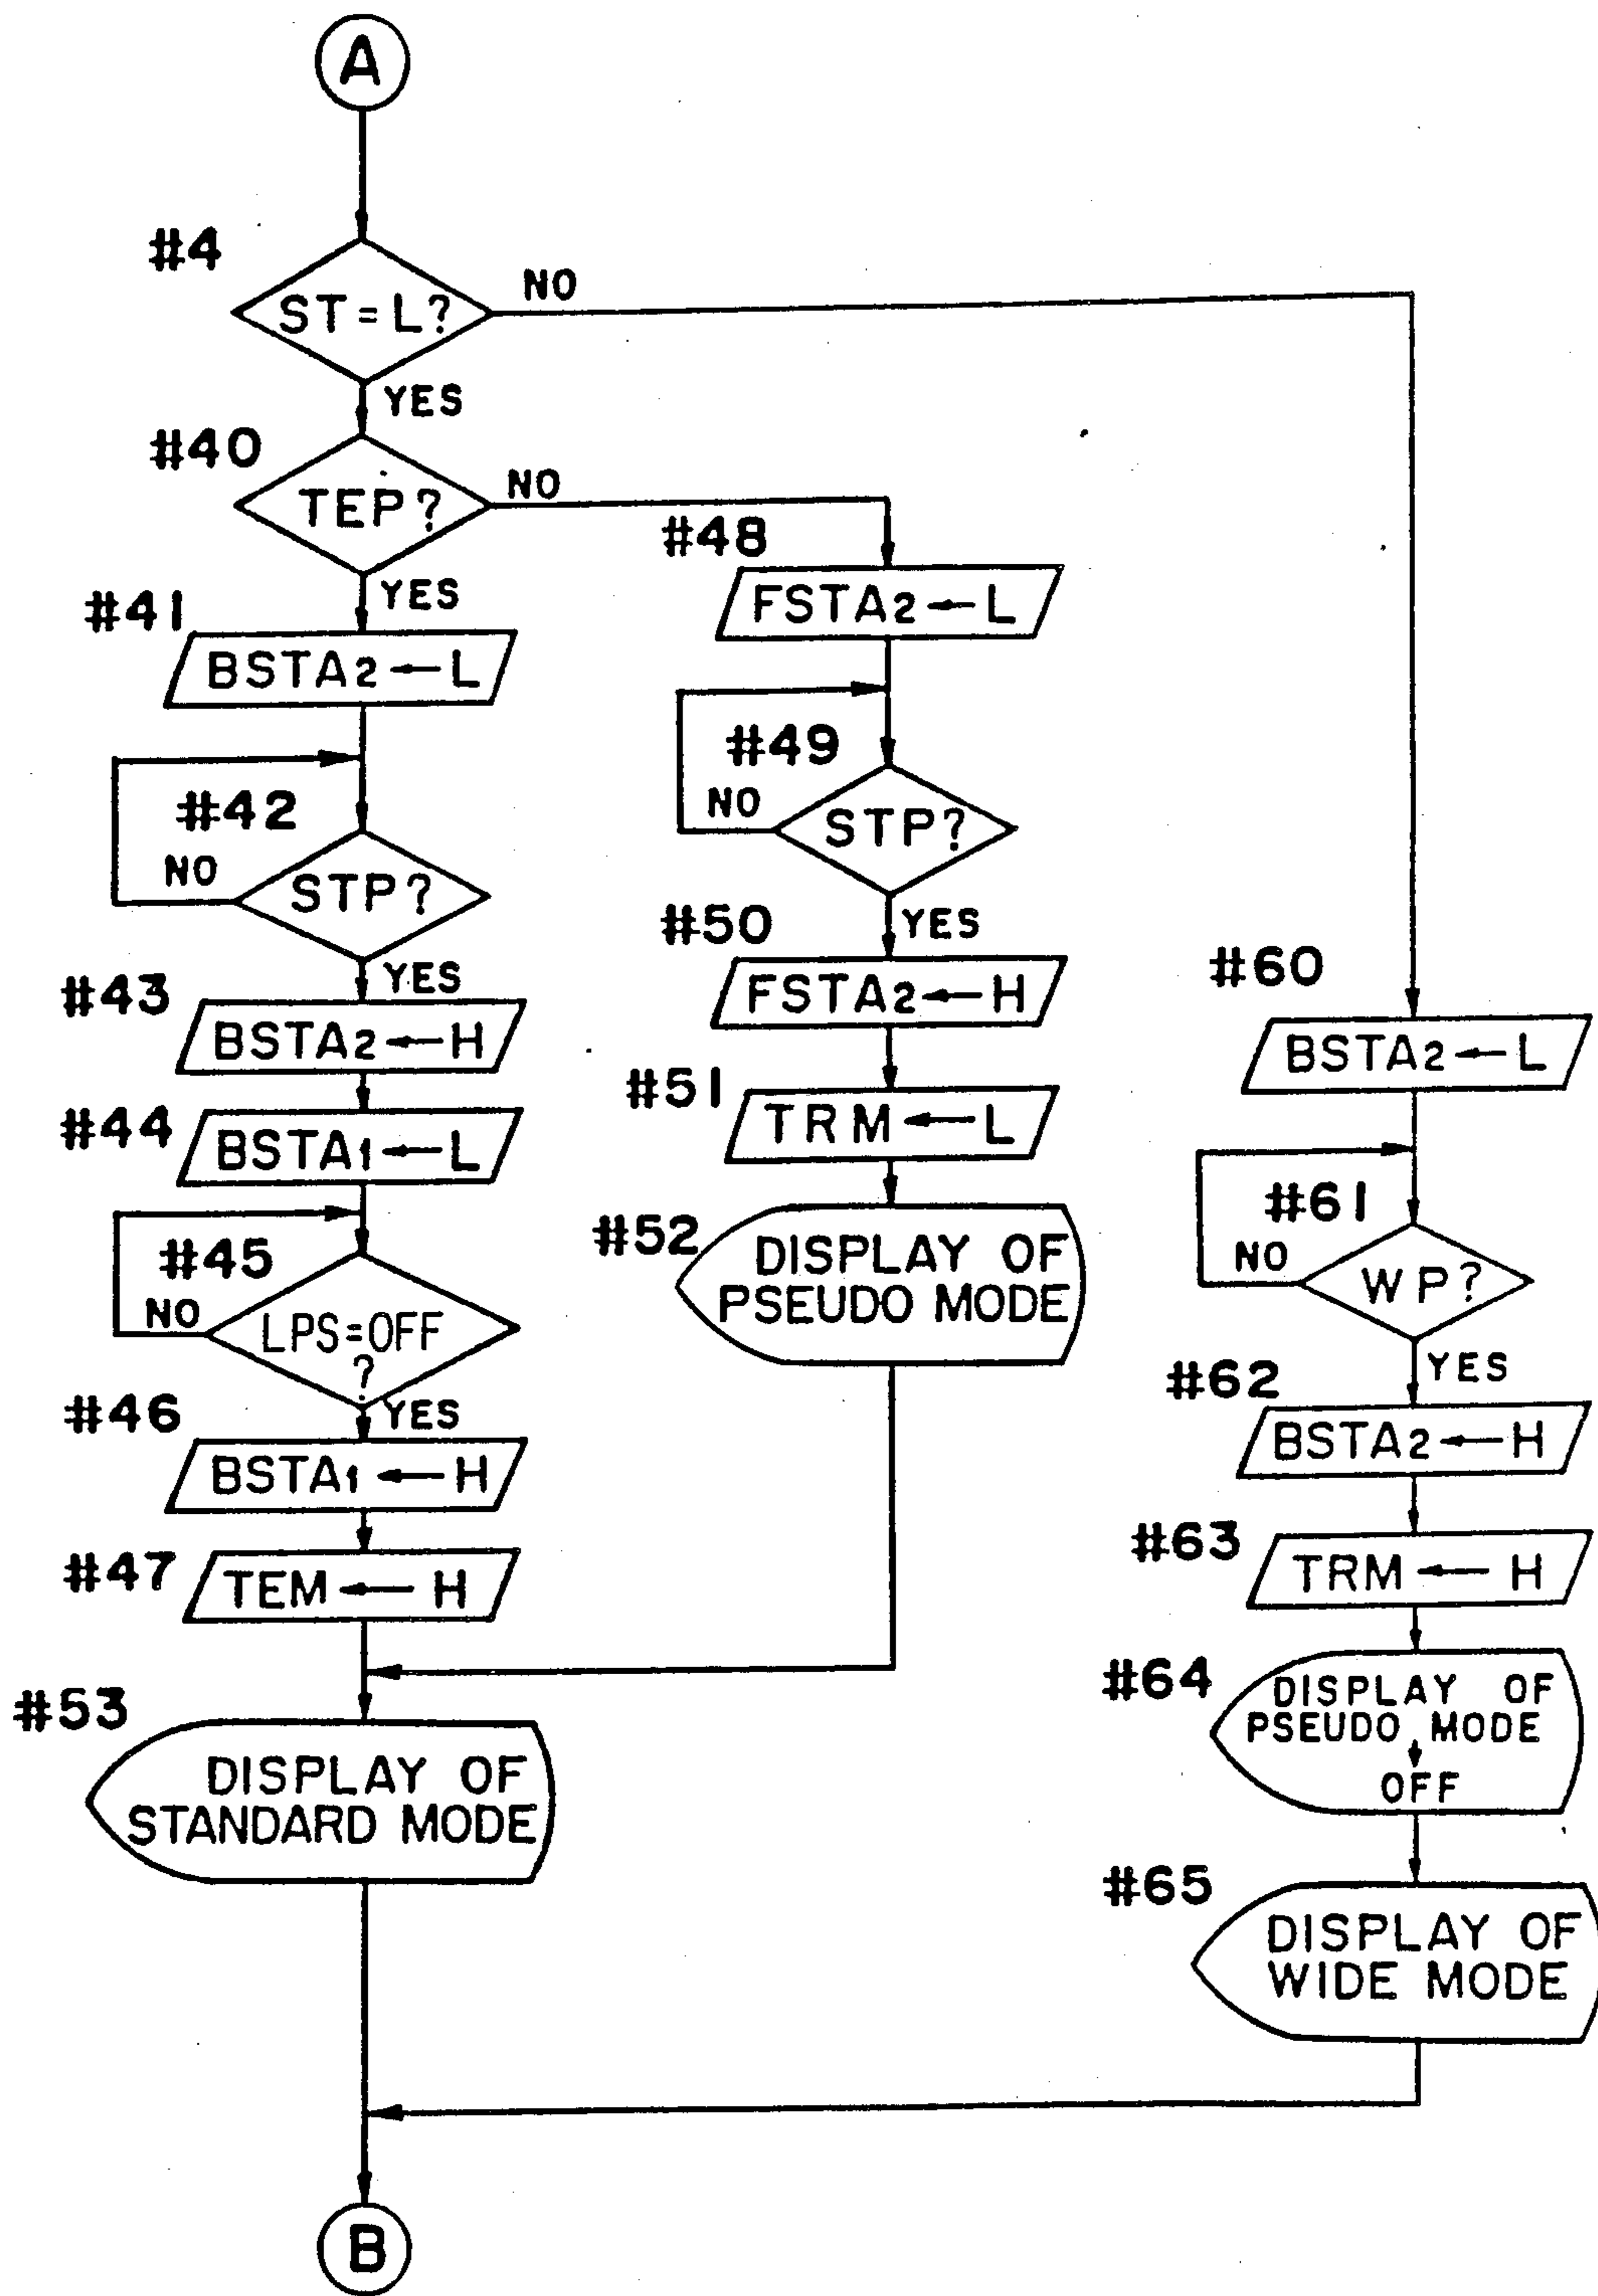 A
#4
ST=L?
NO
YES
#40
TEP?
NO
YES
#41
BSTA2←L
#42
NO
STP?
YES
#43
BSTA2←H
#44
BSTA1←L
#45
NO
LPS=OFF
?
YES
#46
BSTA1←H
#47
TEM←H
#48
FSTA2←L
#49
NO
STP?
YES
#50
FSTA2←H
#51
TRM←L
#52
DISPLAY OF
PSEUDO MODE
#53
DISPLAY OF
STANDARD MODE
#60
BSTA2←L
#61
NO
WP?
YES
#62
BSTA2←H
#63
TRM←H
#64
DISPLAY OF
PSEUDO MODE
↓
OFF
#65
DISPLAY OF
WIDE MODE
B